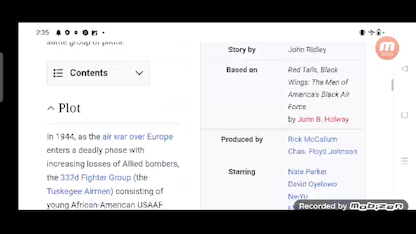 2:35
same group of pilots.
Contents
Plot
In 1944, as the air war over Europe
enters a deadly phase with
increasing losses of Allied bombers,
the 332d Fighter Group (the
Tuskegee Airmen) consisting of
young African-American USAAF
Story by John Ridley
Based on Red Tails, Black
Wings: The Men of
America's Black Air
Force
by John B. Holway
Produced by Rick McCallum
Chas. Floyd Johnson
Starring Nate Parker
David Oyelowo
Ne-Yo
Recorded by Mobizen